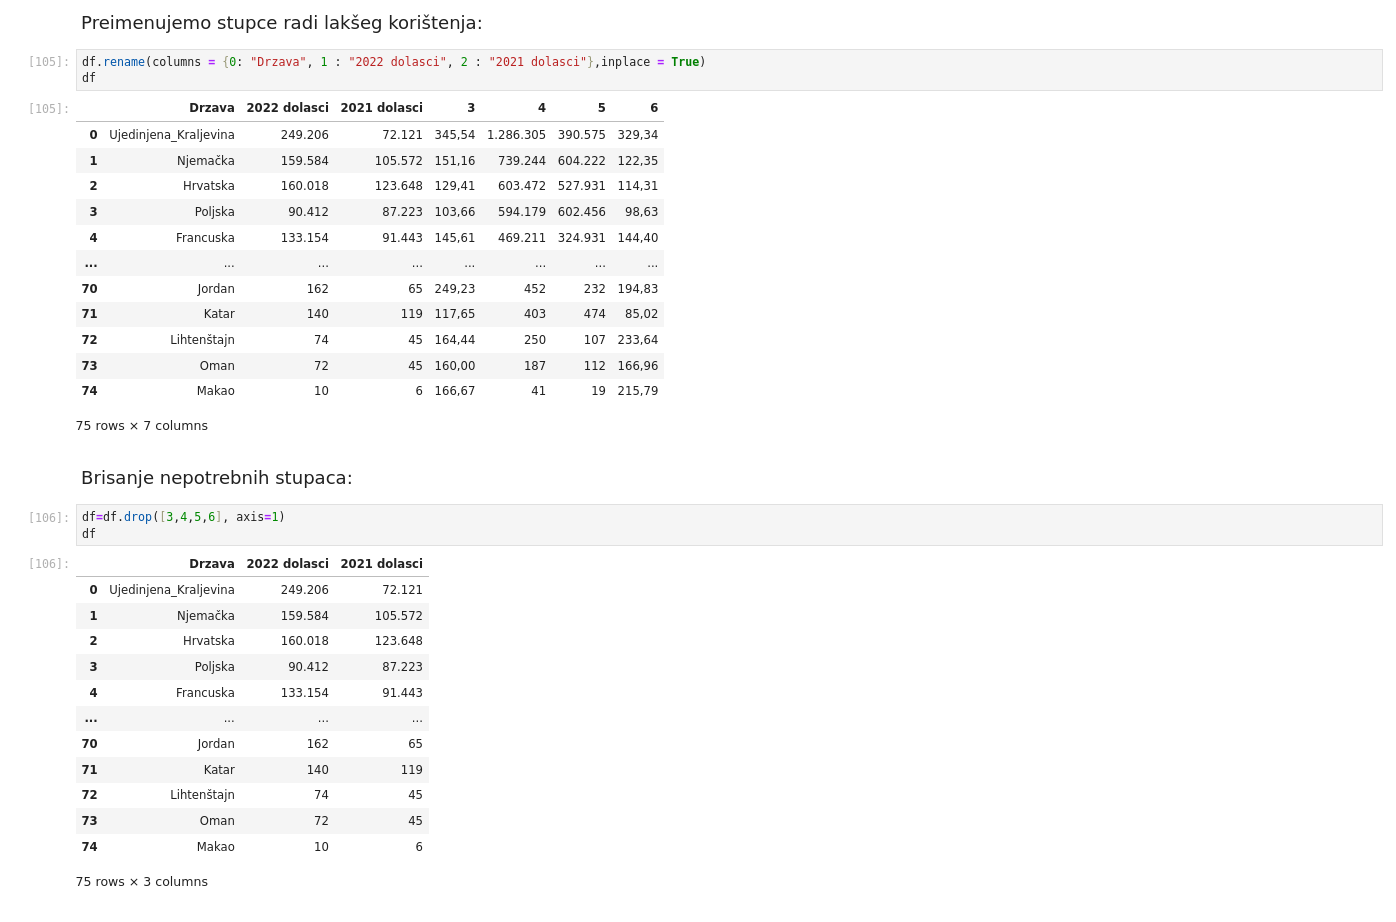 Preimenujemo stupce radi lakšeg korištenja:
[105]: df.rename(columns = {0: "Drzava", 1 : "2022 dolasci", 2 : "2021 dolasci"},inplace = True)
df
[105]: Drzava 2022 dolasci 2021 dolasci 3 4 5 6
0 Ujedinjena_Kraljevina 249.206 72.121 345,54 1.286.305 390.575 329,34
1 Njemačka 159.584 105.572 151,16 739.244 604.222 122,35
2 Hrvatska 160.018 123.648 129,41 603.472 527.931 114,31
3 Poljska 90.412 87.223 103,66 594.179 602.456 98,63
4 Francuska 133.154 91.443 145,61 469.211 324.931 144,40
... ... ... ... ... ... ... ...
70 Jordan 162 65 249,23 452 232 194,83
71 Katar 140 119 117,65 403 474 85,02
72 Lihtenštajn 74 45 164,44 250 107 233,64
73 Oman 72 45 160,00 187 112 166,96
74 Makao 10 6 166,67 41 19 215,79
75 rows × 7 columns
Brisanje nepotrebnih stupaca:
[106]: df=df.drop([3,4,5,6], axis=1)
df
[106]: Drzava 2022 dolasci 2021 dolasci
0 Ujedinjena_Kraljevina 249.206 72.121
1 Njemačka 159.584 105.572
2 Hrvatska 160.018 123.648
3 Poljska 90.412 87.223
4 Francuska 133.154 91.443
... ... ... ...
70 Jordan 162 65
71 Katar 140 119
72 Lihtenštajn 74 45
73 Oman 72 45
74 Makao 10 6
75 rows × 3 columns